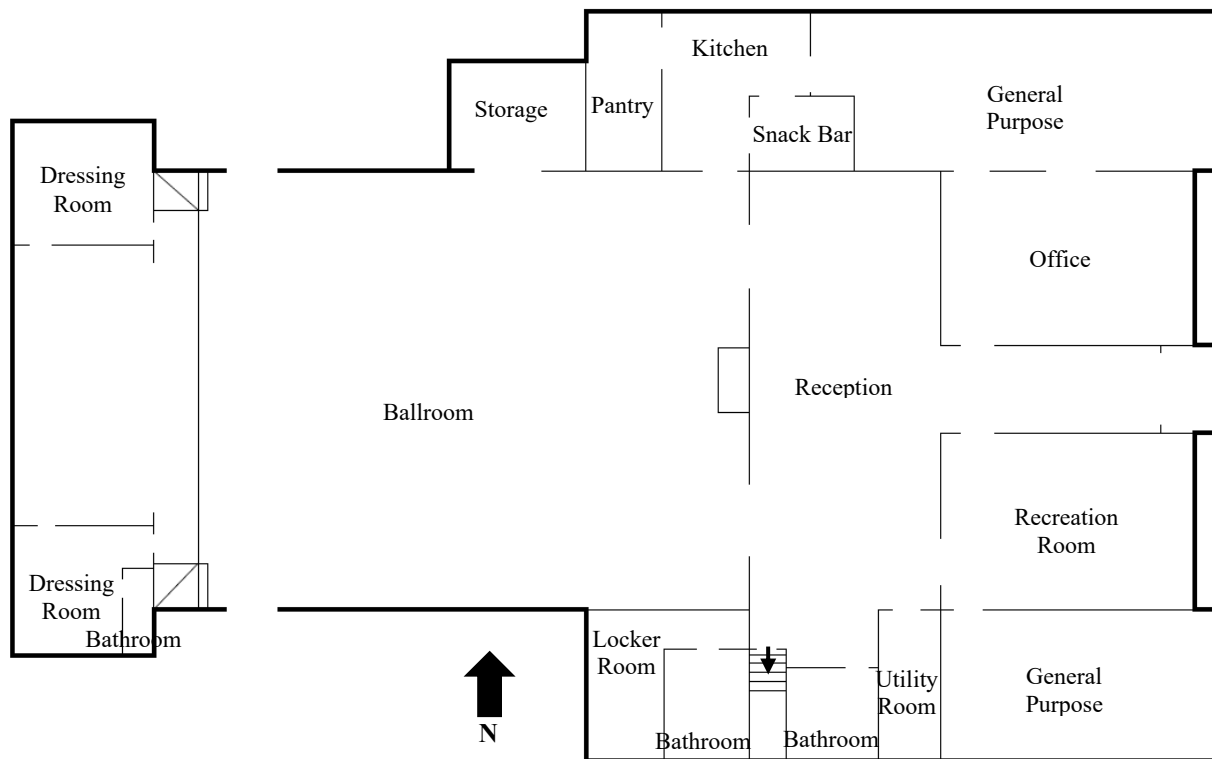 Kitchen
General
Purpose
Storage
Pantry
Snack Bar
Dressing
Room
Office
Reception
Ballroom
Recreation
Room
Dressing
Room
Bathroom
Locker
Room
Utility
Room
General
Purpose
Bathroom
Bathroom
N